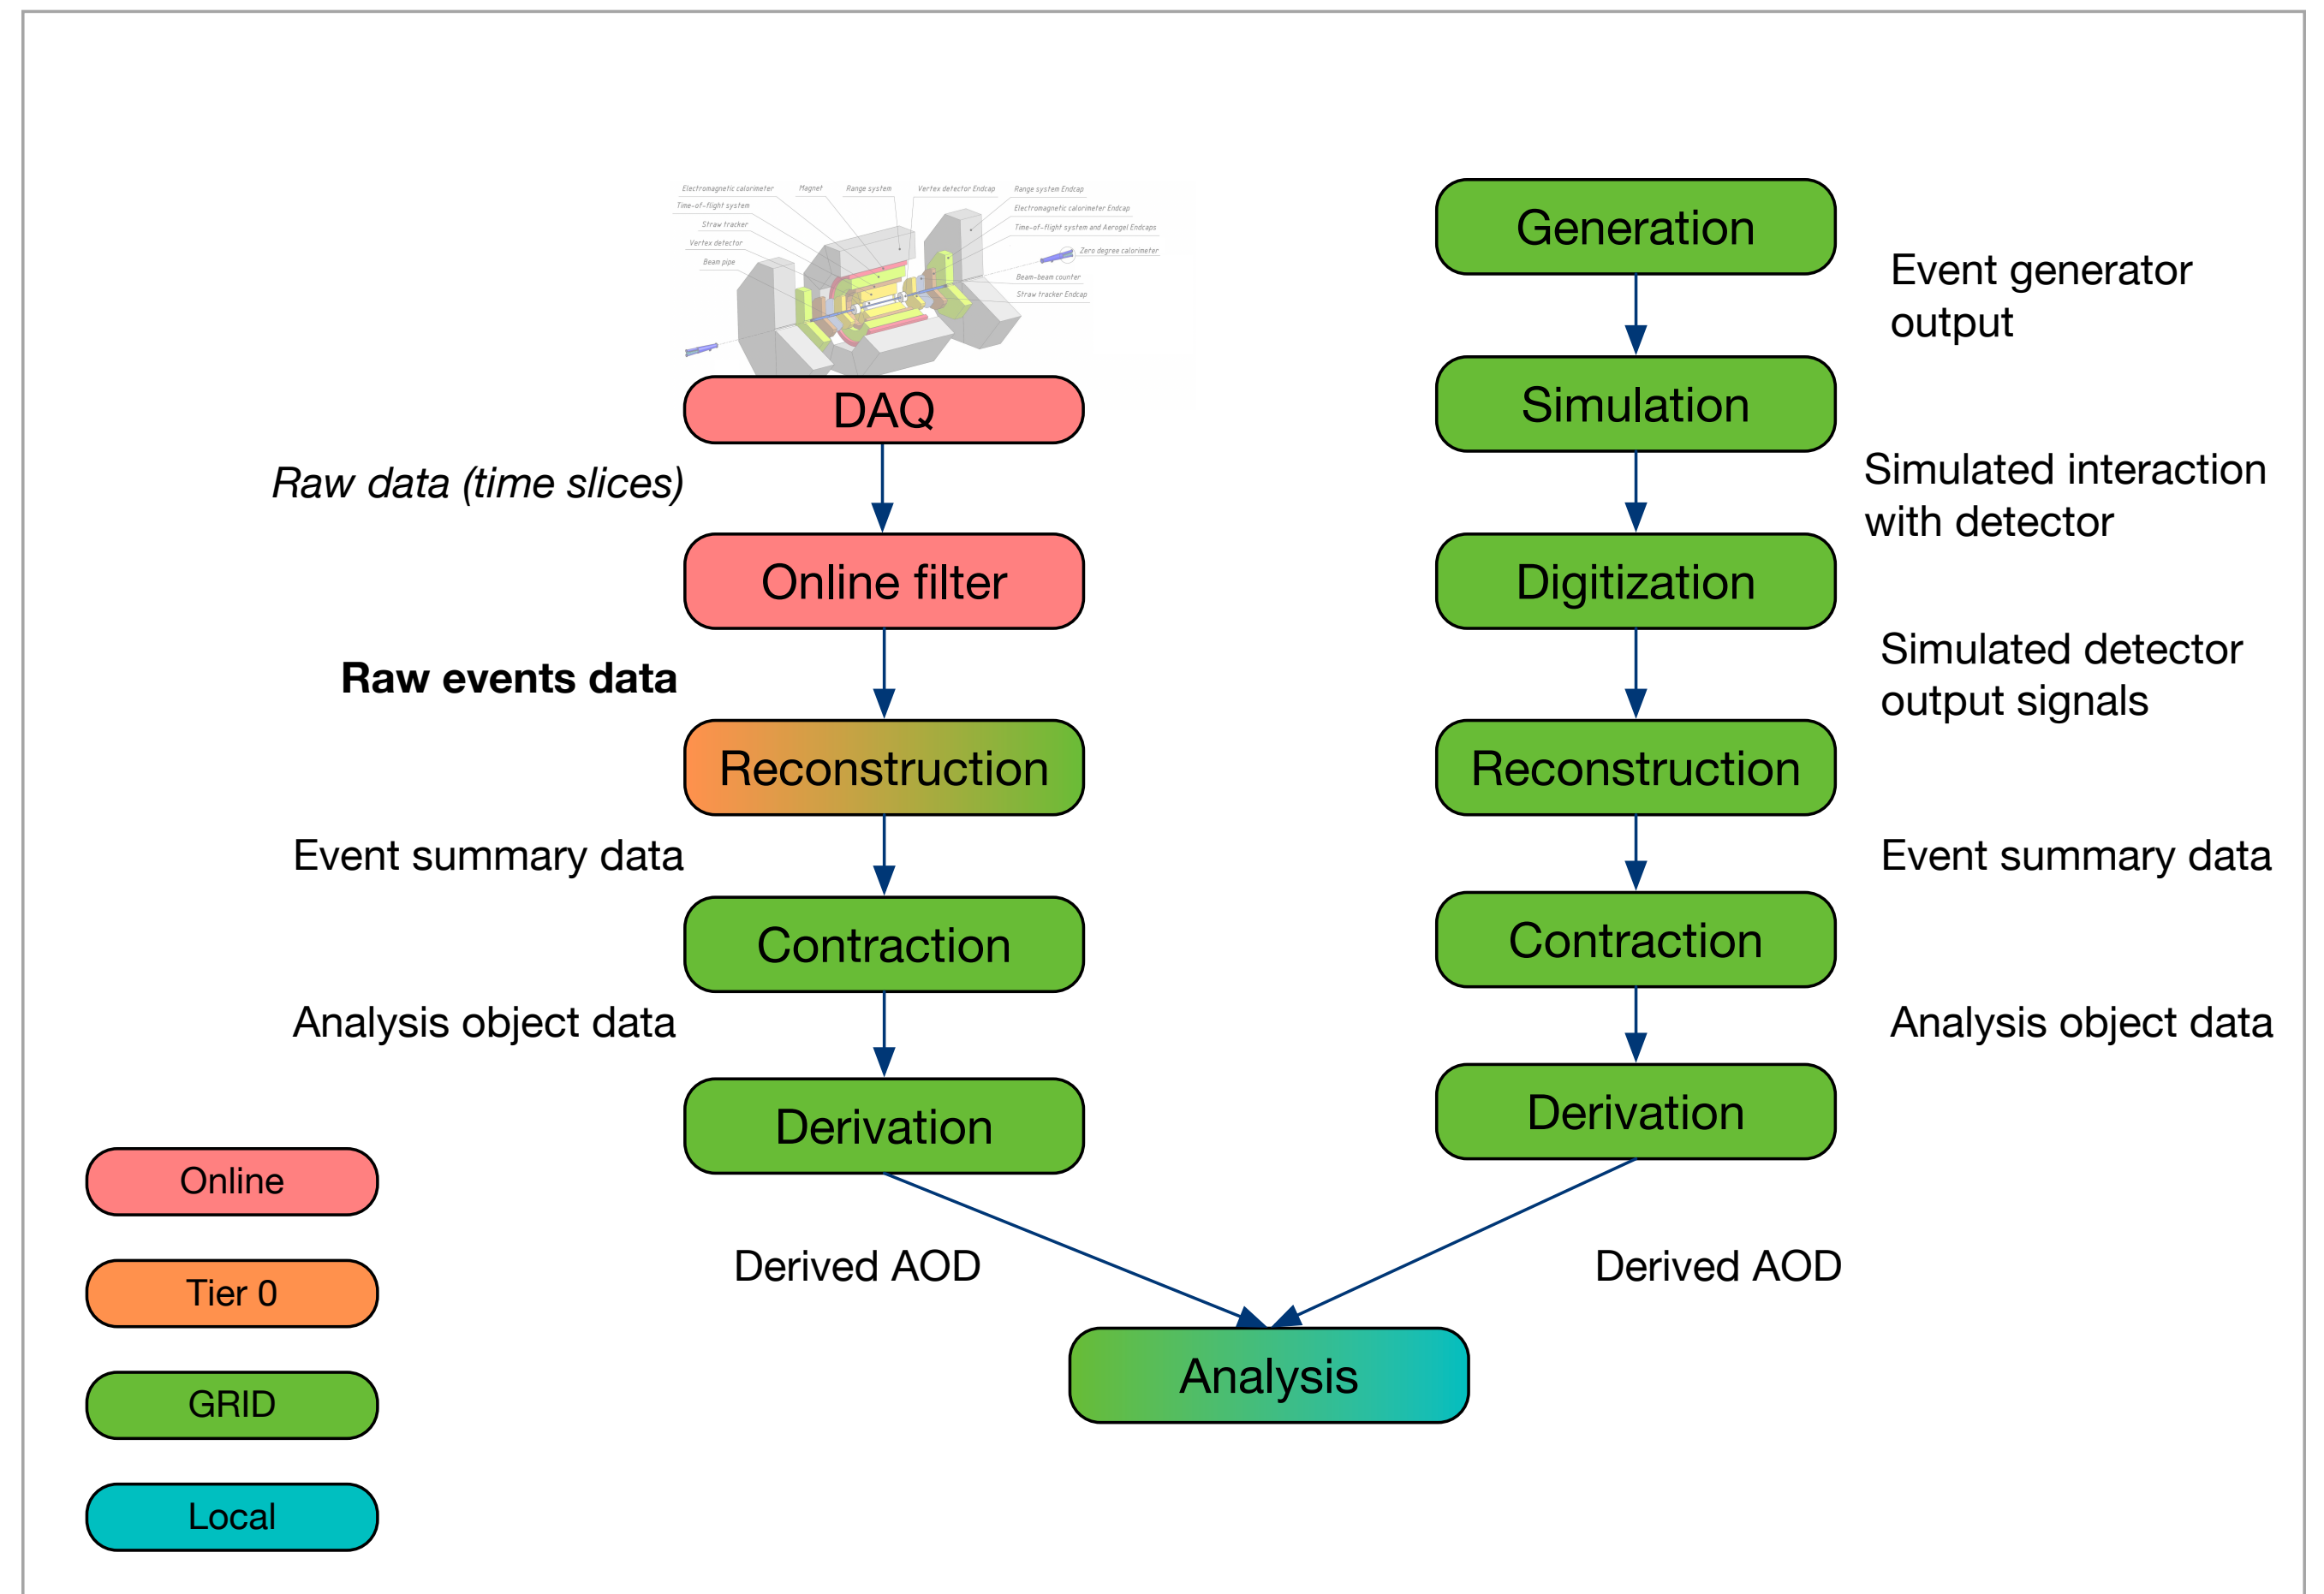 Electromagnetic calorimeter
Magnet
Range system
Vertex detector Endcap
Range system Endcap
Time-of-flight system
Electromagnetic calorimeter Endcap
Straw tracker
Time-of-flight system and Aerogel Endcaps
Vertex detector
Zero degree calorimeter
Beam pipe
Beam-beam counter
Straw tracker Endcap
DAQ
Raw data (time slices)
Online filter
Raw events data
Reconstruction
Event summary data
Contraction
Analysis object data
Derivation
Derived AOD
Generation
Event generator
output
Simulation
Simulated interaction
with detector
Digitization
Simulated detector
output signals
Reconstruction
Event summary data
Contraction
Analysis object data
Derivation
Derived AOD
Analysis
Online
Tier 0
GRID
Local